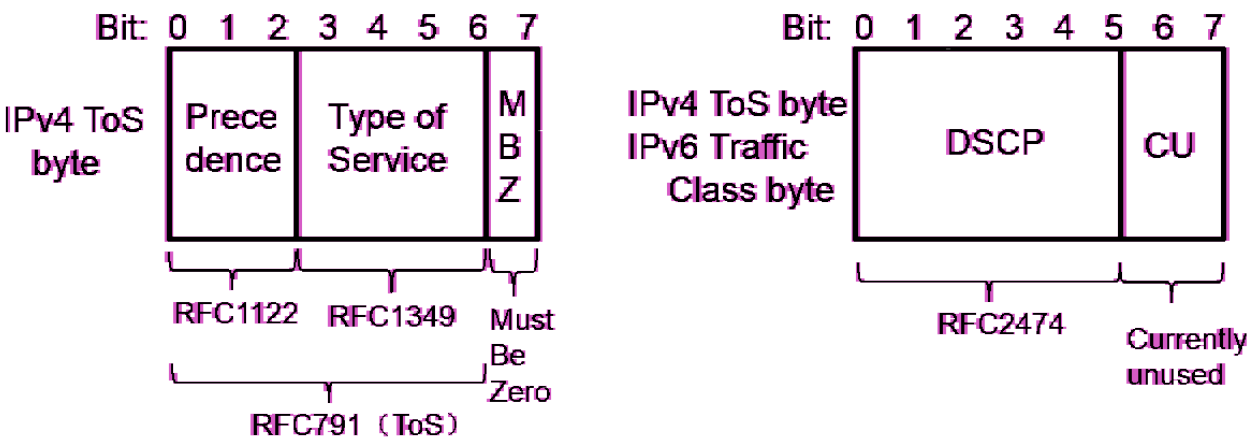 Bit: 0 1 2 3 4 5 6 7
IPv4 ToS
byte
Prece
dence
Type of
Service
M
B
Z
RFC1122
RFC1349
Must
Be
Zero
RFC791（ToS）
Bit: 0 1 2 3 4 5 6 7
IPv4 ToS byte
IPv6 Traffic
Class byte
DSCP
CU
RFC2474
Currently
unused